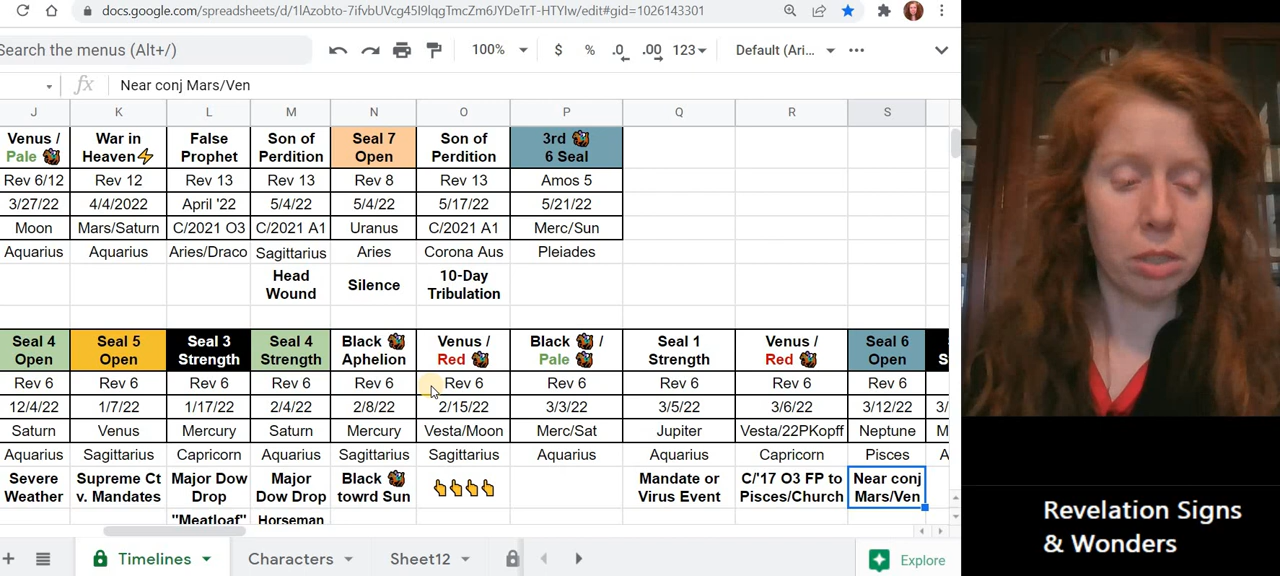 docs.google.com/spreadsheets/d/1lAzobto-7ifvbUVcg45I9lqgTmcZm6JYDeTrT-HTYlw/edit#gid=1026143301
Search the menus (Alt+/)
100% $ % .0 .00 123 Default (Ari...
fx Near conj Mars/Ven
J K L M N O P Q R S
Venus / War in False Son of Seal 7 Son of 3rd
Pale Heaven Prophet Perdition Open Perdition 6 Seal
Rev 6/12 Rev 12 Rev 13 Rev 13 Rev 8 Rev 13 Amos 5
3/27/22 4/4/2022 April '22 5/4/22 5/4/22 5/17/22 5/21/22
Moon Mars/Saturn C/2021 O3 C/2021 A1 Uranus C/2021 A1 Merc/Sun
Aquarius Aquarius Aries/Draco Sagittarius Aries Corona Aus Pleiades
Head Silence 10-Day
Wound Tribulation
Seal 4 Seal 5 Seal 3 Seal 4 Black Venus / Black / Seal 1 Venus / Seal 6
Open Open Strength Strength Aphelion Red Pale Strength Red Open
Rev 6 Rev 6 Rev 6 Rev 6 Rev 6 Rev 6 Rev 6 Rev 6 Rev 6 Rev 6
12/4/22 1/7/22 1/17/22 2/4/22 2/8/22 2/15/22 3/3/22 3/5/22 3/6/22 3/12/22 3/
Saturn Venus Mercury Saturn Mercury Vesta/Moon Merc/Sat Jupiter Vesta/22PKopff Neptune M
Aquarius Sagittarius Capricorn Aquarius Sagittarius Sagittarius Aquarius Aquarius Capricorn Pisces A
Severe Supreme Ct Major Dow Major Black Mandate or C/'17 O3 FP to Near conj
Weather v. Mandates Drop Dow Drop towrd Sun Virus Event Pisces/Church Mars/Ven
"Meatloaf" Horseman
Timelines Characters Sheet12 Explore
Revelation Signs
& Wonders